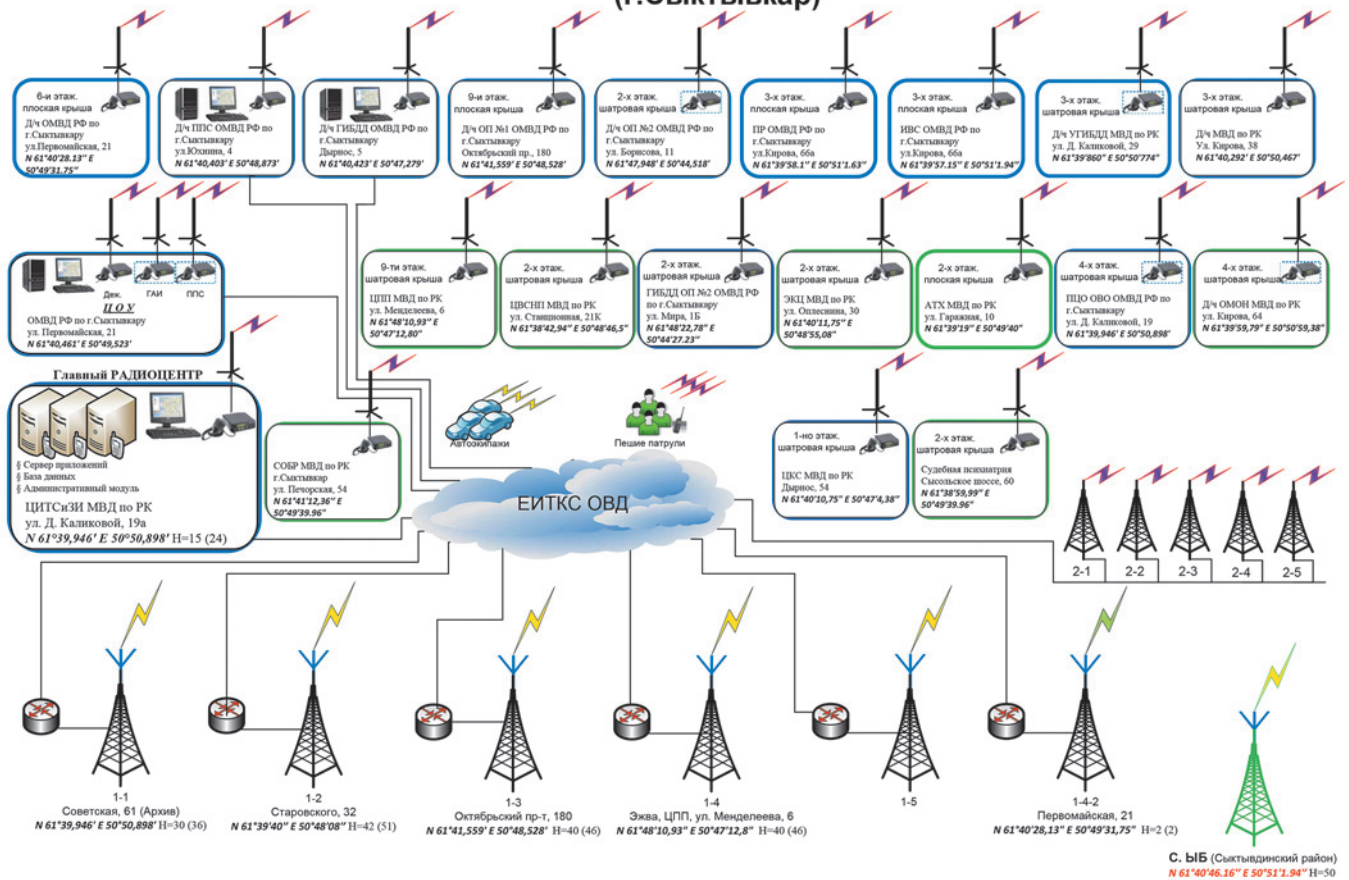 (г.Сыктывкар)
6-и этаж.
плоская крыша
Д/ч ОМВД РФ по
г.Сыктывкару
ул.Первомайская, 21
N 61°40'28.13'' E
50°49'31.75''
Д/ч ППС ОМВД РФ по
г.Сыктывкару
ул.Юхнина, 4
N 61°40,403' E 50°48,873'
Д/ч ГИБДД ОМВД РФ по
г.Сыктывкару
Дырнос, 5
N 61°40,423' E 50°47,279'
9-и этаж.
плоская крыша
Д/ч ОП №1 ОМВД РФ по
г.Сыктывкару
Октябрьский пр., 180
N 61°41,559' E 50°48,528'
2-х этаж.
шатровая крыша
Д/ч ОП №2 ОМВД РФ по
г.Сыктывкару
ул. Борисова, 11
N 61°47,948' E 50°44,518'
3-х этаж.
плоская крыша
ПР ОМВД РФ по
г.Сыктывкару
ул.Кирова, 66а
N 61°39'58.1'' E 50°51'1.63''
3-х этаж.
плоская крыша
ИВС ОМВД РФ по
г.Сыктывкару
ул.Кирова, 66а
N 61°39'57.15'' E 50°51'1.94''
3-х этаж.
шатровая крыша
Д/ч УГИБДД МВД по РК
ул. Д. Каликовой, 29
N 61°39'860'' E 50°50'774''
3-х этаж.
шатровая крыша
Д/ч МВД по РК
Ул. Кирова, 38
N 61°40,292' E 50°50,467'
Деж. ГАИ ППС
ЦОУ
ОМВД РФ по г.Сыктывкару
ул. Первомайская, 21
N 61°40,461' E 50°49,523'
9-ти этаж.
шатровая крыша
ЦПП МВД по РК
ул. Менделеева, 6
N 61°48'10,93'' E
50°47'12,80''
2-х этаж.
шатровая крыша
ЦВСНП МВД по РК
ул. Станционная, 21К
N 61°38'42,94'' E 50°48'46,5''
2-х этаж.
шатровая крыша
ГИБДД ОП №2 ОМВД РФ
по г.Сыктывкару
ул. Мира, 1Б
N 61°48'22,78'' E
50°44'27.23''
2-х этаж.
шатровая крыша
ЭКЦ МВД по РК
ул. Оплеснина, 30
N 61°40'11,75'' E
50°48'55,08''
2-х этаж.
плоская крыша
АТХ МВД по РК
ул. Гаражная, 10
N 61°39'19'' E 50°49'40''
4-х этаж.
шатровая крыша
ПЦО ОВО ОМВД РФ по
г.Сыктывкару
ул. Д. Каликовой, 19
N 61°39,946' E 50°50,898'
4-х этаж.
шатровая крыша
Д/ч ОМОН МВД по РК
ул. Кирова, 64
N 61°39'59,79'' E 50°50'59,38''
Главный РАДИОЦЕНТР
§ Сервер приложений
§ База данных
§ Административный модуль
ЦИТСиЗИ МВД по РК
ул. Д. Каликовой, 19а
N 61°39,946' E 50°50,898' H=15 (24)
СОБР МВД по РК
г.Сыктывкар
ул. Печорская, 54
N 61°41'12,36'' E
50°49'39.96''
Автоэкипажи
Пешие патрули
ЕИТКС ОВД
1-но этаж.
шатровая крыша
ЦКС МВД по РК
Дырнос, 54
N 61°40'10,75'' E 50°47'4,38''
2-х этаж.
шатровая крыша
Судебная психиатрия
Сысольское шоссе, 60
N 61°38'59,99'' E
50°49'39.96''
2-1 2-2 2-3 2-4 2-5
1-1
Советская, 61 (Архив)
N 61°39,946' E 50°50,898' H=30 (36)
1-2
Старовского, 32
N 61°39'40'' E 50°48'08'' H=42 (51)
1-3
Октябрьский пр-т, 180
N 61°41,559' E 50°48,528' H=40 (46)
1-4
Эжва, ЦПП, ул. Менделеева, 6
N 61°48'10,93'' E 50°47'12,8'' H=40 (46)
1-5
1-4-2
Первомайская, 21
N 61°40'28,13'' E 50°49'31,75'' H=2 (2)
С. ЫБ (Сыктывдинский район)
N 61°40'46.16'' E 50°51'1.94'' H=50